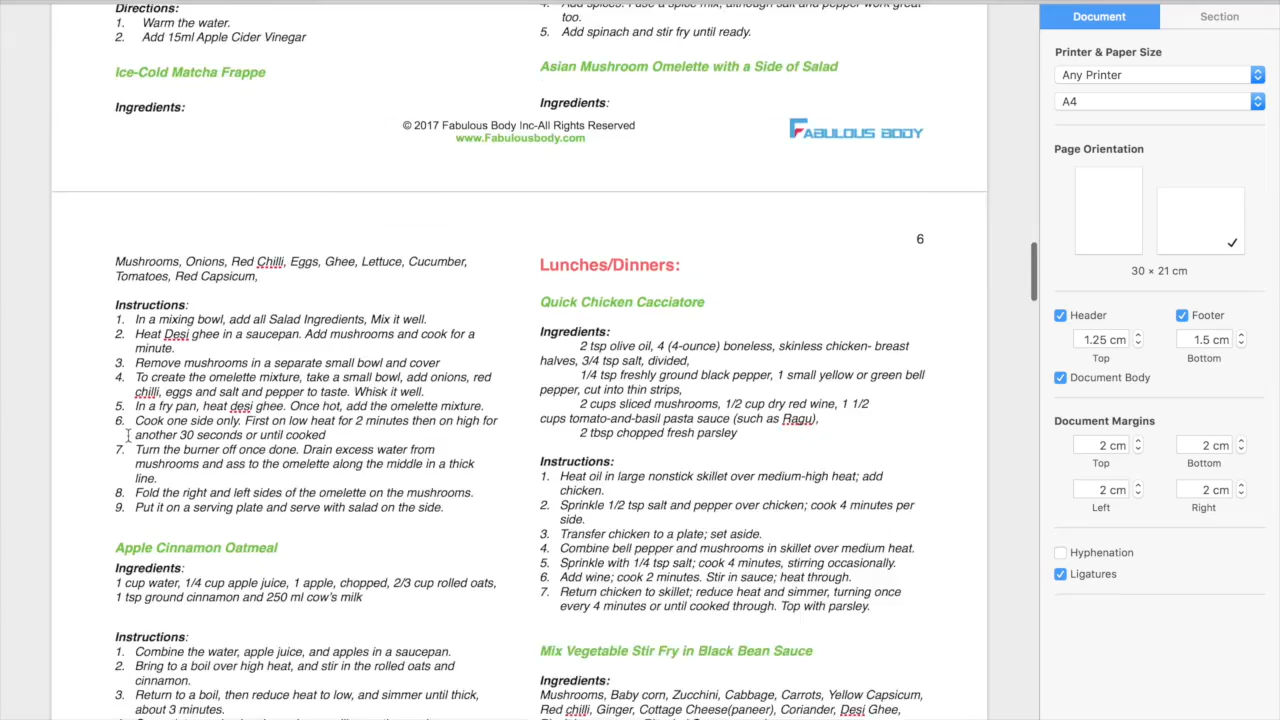 Directions:
1. Warm the water.
2. Add 15ml Apple Cider Vinegar
Ice-Cold Matcha Frappe
Ingredients:
too.
5. Add spinach and stir fry until ready.
Asian Mushroom Omelette with a Side of Salad
Ingredients:
© 2017 Fabulous Body Inc-All Rights Reserved
www.Fabulousbody.com
FABULOUS BODY
6
Mushrooms, Onions, Red Chilli, Eggs, Ghee, Lettuce, Cucumber,
Tomatoes, Red Capsicum,
Instructions:
1. In a mixing bowl, add all Salad Ingredients, Mix it well.
2. Heat Desi ghee in a saucepan. Add mushrooms and cook for a
minute.
3. Remove mushrooms in a separate small bowl and cover
4. To create the omelette mixture, take a small bowl, add onions, red
chilli, eggs and salt and pepper to taste. Whisk it well.
5. In a fry pan, heat desi ghee. Once hot, add the omelette mixture.
6. Cook one side only. First on low heat for 2 minutes then on high for
another 30 seconds or until cooked
7. Turn the burner off once done. Drain excess water from
mushrooms and ass to the omelette along the middle in a thick
line.
8. Fold the right and left sides of the omelette on the mushrooms.
9. Put it on a serving plate and serve with salad on the side.
Apple Cinnamon Oatmeal
Ingredients:
1 cup water, 1/4 cup apple juice, 1 apple, chopped, 2/3 cup rolled oats,
1 tsp ground cinnamon and 250 ml cow's milk
Instructions:
1. Combine the water, apple juice, and apples in a saucepan.
2. Bring to a boil over high heat, and stir in the rolled oats and
cinnamon.
3. Return to a boil, then reduce heat to low, and simmer until thick,
about 3 minutes.
Lunches/Dinners:
Quick Chicken Cacciatore
Ingredients:
2 tsp olive oil, 4 (4-ounce) boneless, skinless chicken- breast
halves, 3/4 tsp salt, divided,
1/4 tsp freshly ground black pepper, 1 small yellow or green bell
pepper, cut into thin strips,
2 cups sliced mushrooms, 1/2 cup dry red wine, 1 1/2
cups tomato-and-basil pasta sauce (such as Ragu),
2 tbsp chopped fresh parsley
Instructions:
1. Heat oil in large nonstick skillet over medium-high heat; add
chicken.
2. Sprinkle 1/2 tsp salt and pepper over chicken; cook 4 minutes per
side.
3. Transfer chicken to a plate; set aside.
4. Combine bell pepper and mushrooms in skillet over medium heat.
5. Sprinkle with 1/4 tsp salt; cook 4 minutes, stirring occasionally.
6. Add wine; cook 2 minutes. Stir in sauce; heat through.
7. Return chicken to skillet; reduce heat and simmer, turning once
every 4 minutes or until cooked through. Top with parsley.
Mix Vegetable Stir Fry in Black Bean Sauce
Ingredients:
Mushrooms, Baby corn, Zucchini, Cabbage, Carrots, Yellow Capsicum,
Red chilli, Ginger, Cottage Cheese(paneer), Coriander, Desi Ghee,
Document
Section
Printer & Paper Size
Any Printer
A4
Page Orientation
30 × 21 cm
Header
Footer
1.25 cm
1.5 cm
Top
Bottom
Document Body
Document Margins
2 cm
2 cm
Top
Bottom
2 cm
2 cm
Left
Right
Hyphenation
Ligatures